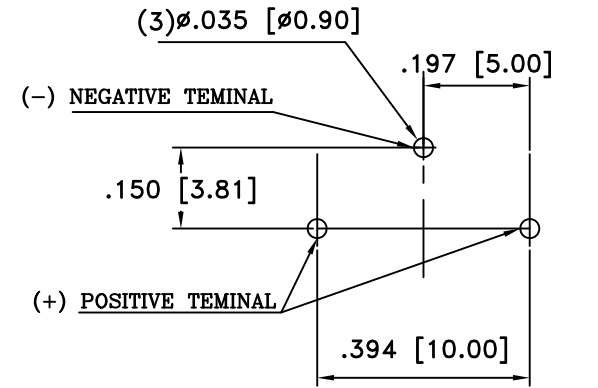 (3)ø.035 [ø0.90]
.197 [5.00]
(−) NEGATIVE TEMINAL
.150 [3.81]
(+) POSITIVE TEMINAL
.394 [10.00]